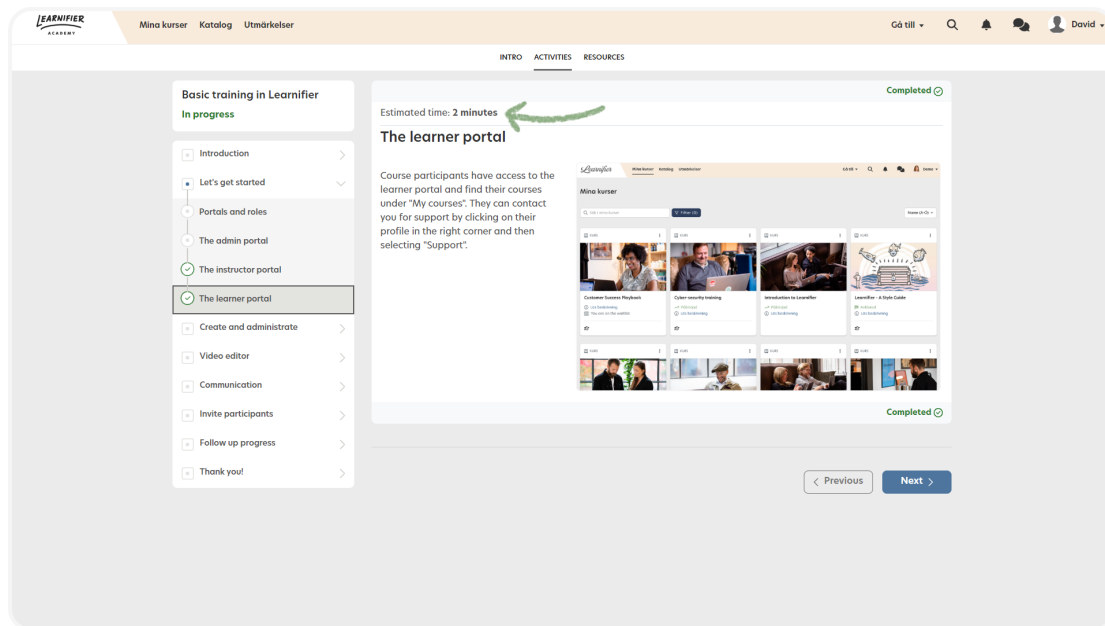 LEARNIFIER
ACADEMY
Mina kurser Katalog Utmärkelser
Gå till
David
INTRO ACTIVITIES RESOURCES
Basic training in Learnifier
In progress
Introduction
Let's get started
Portals and roles
The admin portal
The instructor portal
The learner portal
Create and administrate
Video editor
Communication
Invite participants
Follow up progress
Thank you!
Completed
Estimated time: 2 minutes
The learner portal
Course participants have access to the
learner portal and find their courses
under "My courses". They can contact
you for support by clicking on their
profile in the right corner and then
selecting "Support".
Learnifier
Mina kurser Katalog Utmärkelser
Gå till
Mina kurser
Filter (0)
Name (A-Ö)
Customer Success Playbook
Cyber-security training
Introduction to Learnifier
Learnifier - A Style Guide
Completed
Previous
Next